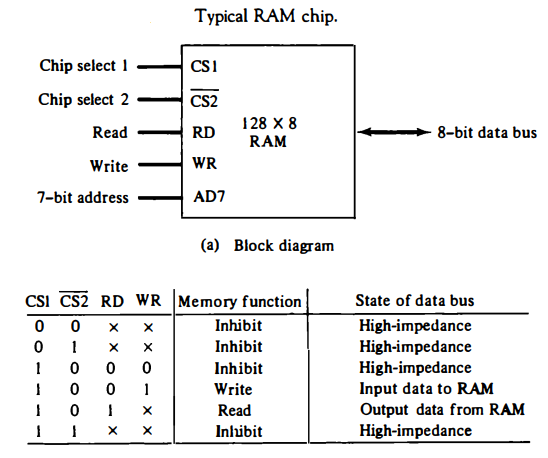 Typical RAM chip.
Chip select 1 CS1
Chip select 2 C̅S̅2̅
Read RD 128 × 8
RAM 8-bit data bus
Write WR
7-bit address AD7
(a) Block diagram
CS1 C̅S̅2̅ RD WR Memory function State of data bus
0 0 × × Inhibit High-impedance
0 1 × × Inhibit High-impedance
1 0 0 0 Inhibit High-impedance
1 0 0 1 Write Input data to RAM
1 0 1 × Read Output data from RAM
1 1 × × Inhibit High-impedance